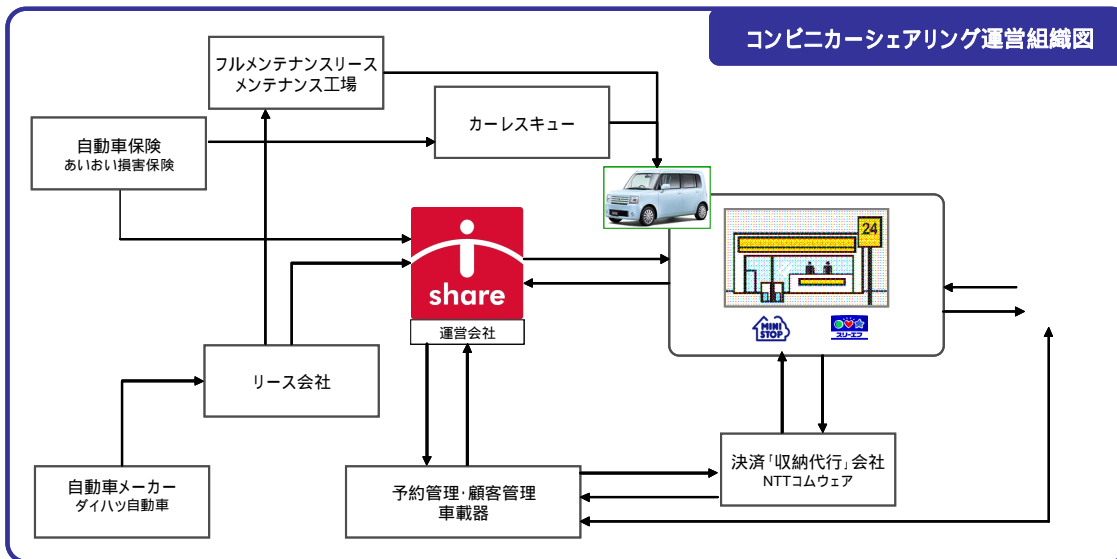 コンビニカーシェアリング運営組織図
フルメンテナンスリース
メンテナンス工場
カーレスキュー
自動車保険
あいおい損害保険
24
i
share
運営会社
MINI
STOP
スリーエフ
リース会社
自動車メーカー
ダイハツ自動車
予約管理・顧客管理
車載器
決済「収納代行」会社
NTTコムウェア